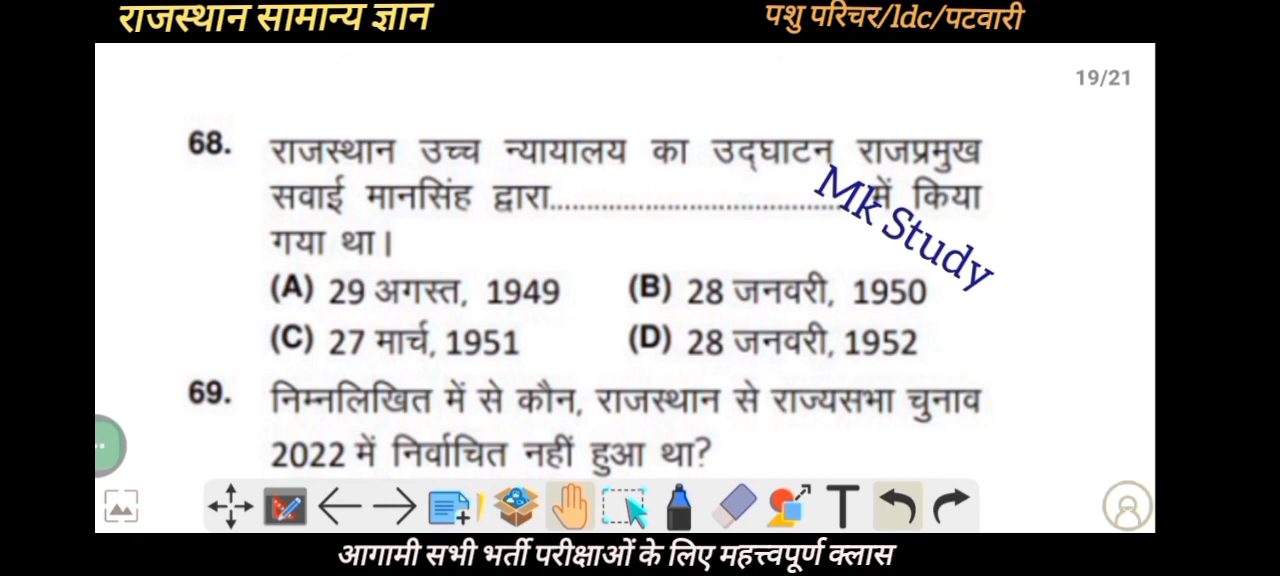 राजस्थान सामान्य ज्ञान
पशु परिचर/ldc/पटवारी
19/21
68. राजस्थान उच्च न्यायालय का उद्घाटन राजप्रमुख
सवाई मानसिंह द्वारा........................................में किया
गया था।
Mk Study
(A) 29 अगस्त, 1949 (B) 28 जनवरी, 1950
(C) 27 मार्च, 1951 (D) 28 जनवरी, 1952
69. निम्नलिखित में से कौन, राजस्थान से राज्यसभा चुनाव
2022 में निर्वाचित नहीं हुआ था?
T
आगामी सभी भर्ती परीक्षाओं के लिए महत्त्वपूर्ण क्लास